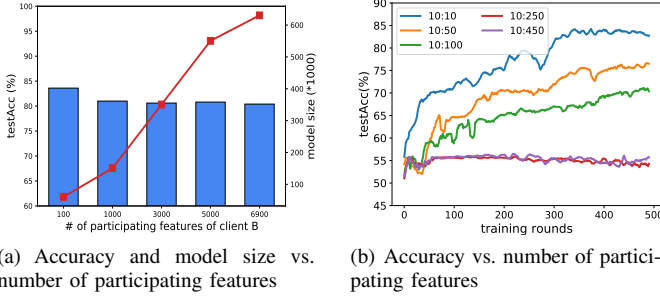 100
95
90
85
80
75
70
65
60
testAcc (%)
600
500
400
300
200
100
model size (*1000)
100 1000 3000 5000 6900
# of participating features of client B
(a) Accuracy and model size vs.
number of participating features
90
85
80
75
70
65
60
55
50
45
testAcc(%)
10:10 10:250
10:50 10:450
10:100
0 100 200 300 400 500
training rounds
(b) Accuracy vs. number of partici-
pating features